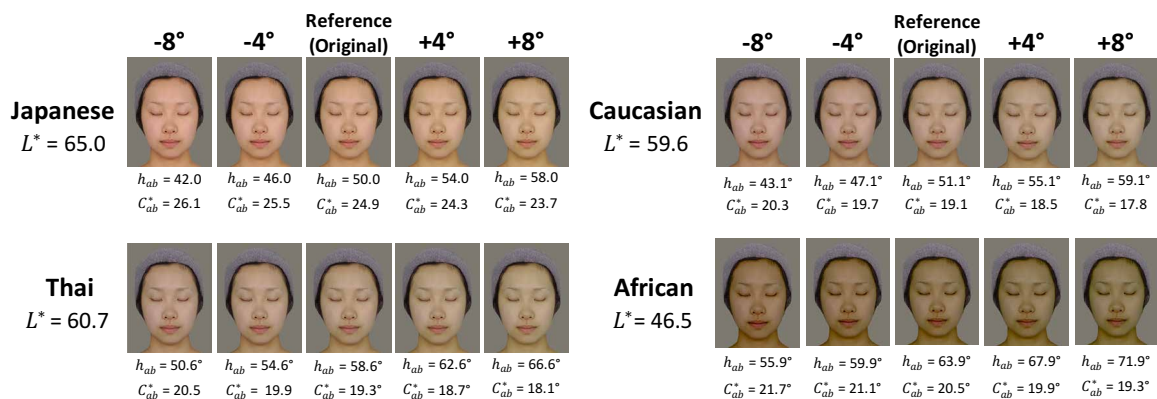 -8° -4° Reference (Original) +4° +8°
Japanese
L* = 65.0
h_ab = 42.0 h_ab = 46.0 h_ab = 50.0 h_ab = 54.0 h_ab = 58.0
C*_ab = 26.1 C*_ab = 25.5 C*_ab = 24.9 C*_ab = 24.3 C*_ab = 23.7
Thai
L* = 60.7
h_ab = 50.6° h_ab = 54.6° h_ab = 58.6° h_ab = 62.6° h_ab = 66.6°
C*_ab = 20.5 C*_ab = 19.9 C*_ab = 19.3° C*_ab = 18.7° C*_ab = 18.1°
-8° -4° Reference (Original) +4° +8°
Caucasian
L* = 59.6
h_ab = 43.1° h_ab = 47.1° h_ab = 51.1° h_ab = 55.1° h_ab = 59.1°
C*_ab = 20.3 C*_ab = 19.7 C*_ab = 19.1 C*_ab = 18.5 C*_ab = 17.8
African
L* = 46.5
h_ab = 55.9° h_ab = 59.9° h_ab = 63.9° h_ab = 67.9° h_ab = 71.9°
C*_ab = 21.7° C*_ab = 21.1° C*_ab = 20.5° C*_ab = 19.9° C*_ab = 19.3°